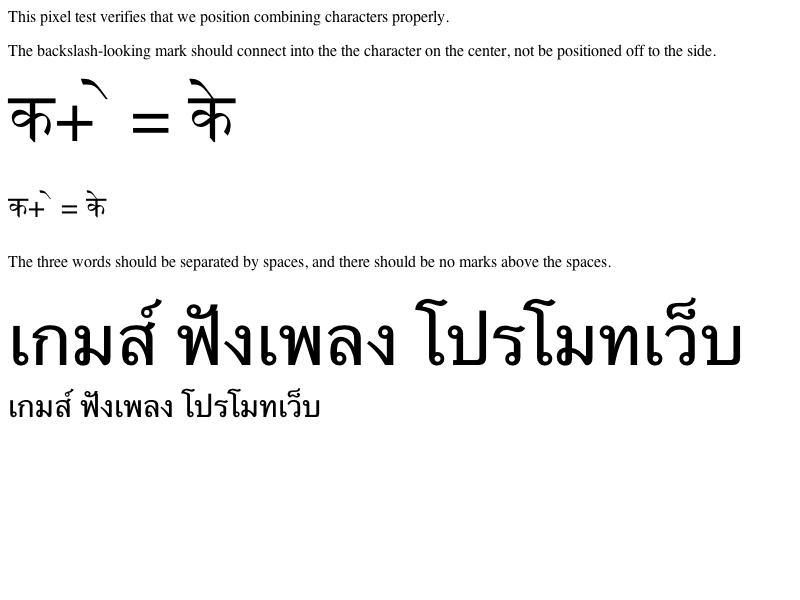 This pixel test verifies that we position combining characters properly.
The backslash-looking mark should connect into the the character on the center, not be positioned off to the side.
क+ े = के
क+ े = के
The three words should be separated by spaces, and there should be no marks above the spaces.
เกมส์ ฟังเพลง โปรโมทเว็บ
เกมส์ ฟังเพลง โปรโมทเว็บ